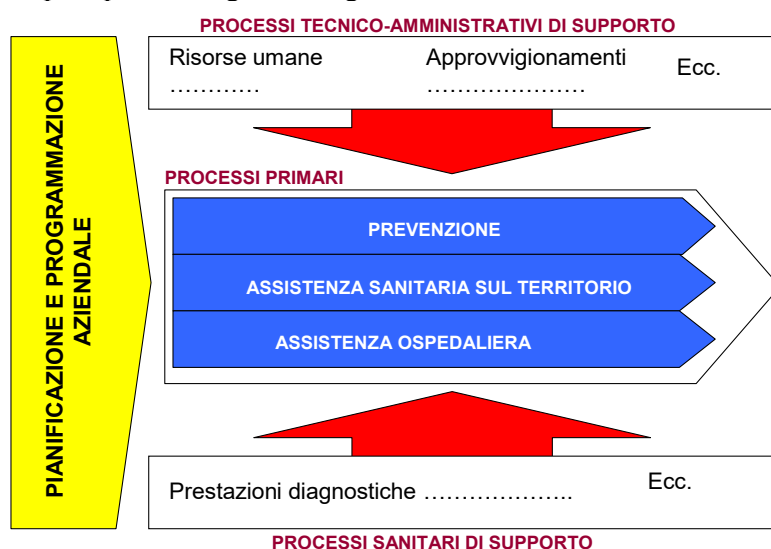 PROCESSI TECNICO-AMMINISTRATIVI DI SUPPORTO
Risorse umane Approvvigionamenti Ecc.
………… …………………
PIANIFICAZIONE E PROGRAMMAZIONE
AZIENDALE
PROCESSI PRIMARI
PREVENZIONE
ASSISTENZA SANITARIA SUL TERRITORIO
ASSISTENZA OSPEDALIERA
Prestazioni diagnostiche ……………….. Ecc.
PROCESSI SANITARI DI SUPPORTO